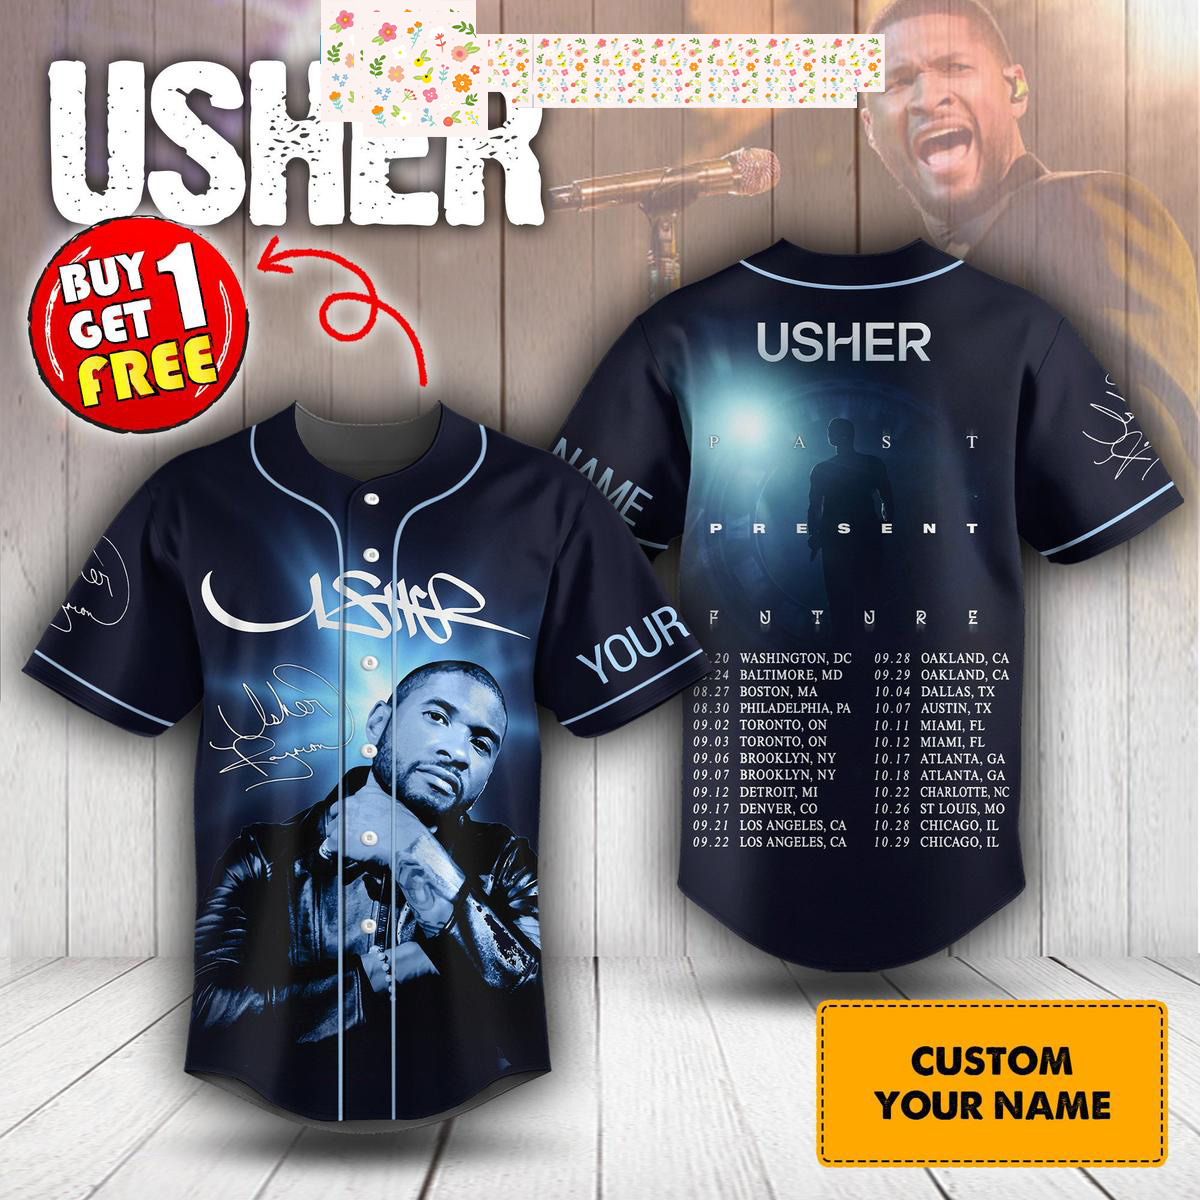 USHER
BUY 1
GET
FREE
USHER
PAST
NAME
PRESENT
USHER
YOUR
FUTURE
Usher
Raymon
.20 WASHINGTON, DC 09.28 OAKLAND, CA
.24 BALTIMORE, MD 09.29 OAKLAND, CA
08.27 BOSTON, MA 10.04 DALLAS, TX
08.30 PHILADELPHIA, PA 10.07 AUSTIN, TX
09.02 TORONTO, ON 10.11 MIAMI, FL
09.03 TORONTO, ON 10.12 MIAMI, FL
09.06 BROOKLYN, NY 10.17 ATLANTA, GA
09.07 BROOKLYN, NY 10.18 ATLANTA, GA
09.12 DETROIT, MI 10.22 CHARLOTTE, NC
09.17 DENVER, CO 10.26 ST LOUIS, MO
09.21 LOS ANGELES, CA 10.28 CHICAGO, IL
09.22 LOS ANGELES, CA 10.29 CHICAGO, IL
CUSTOM
YOUR NAME